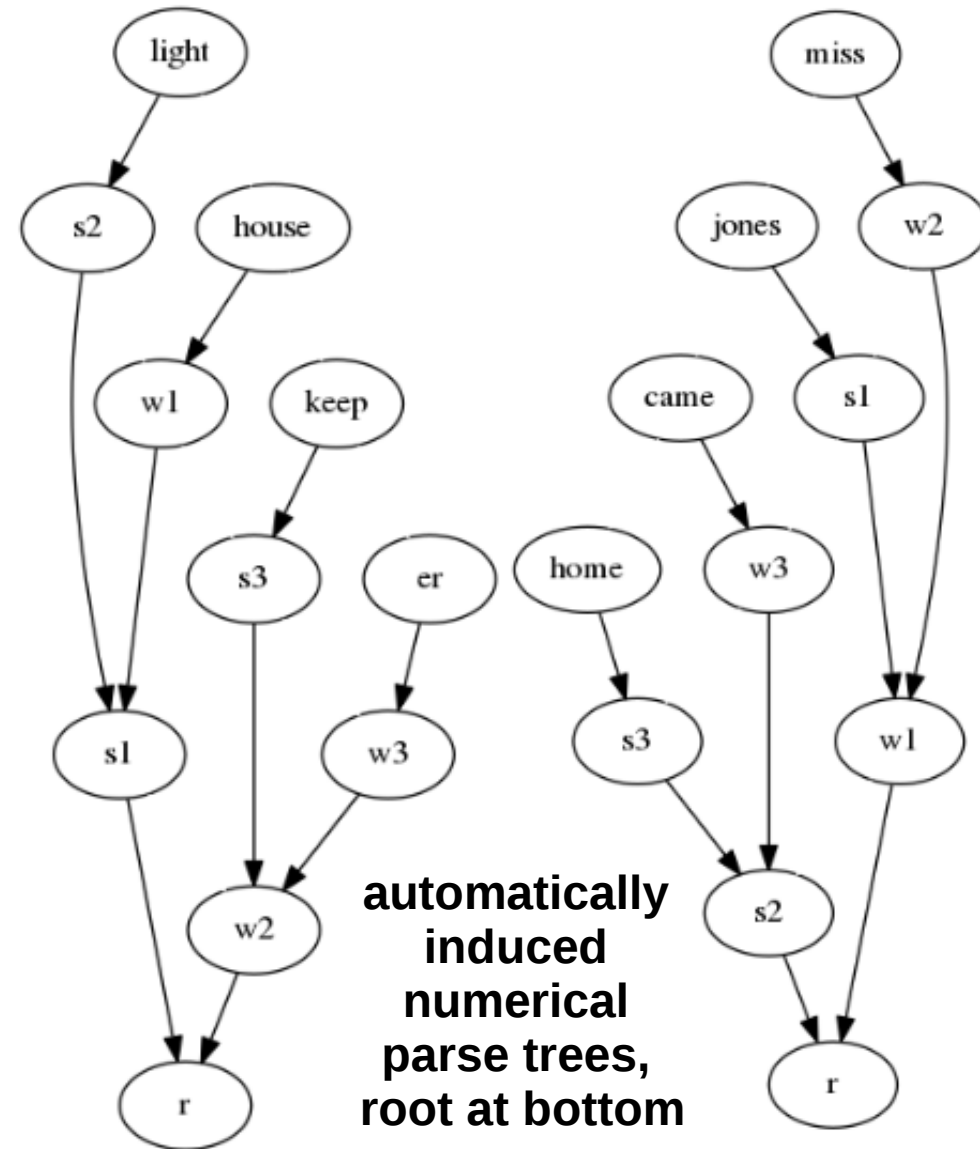 light
miss
s2
house
jones
w2
w1
keep
came
s1
s3
er
home
w3
s1
w3
s3
w1
w2
automatically
induced
numerical
parse trees,
root at bottom
s2
r
r